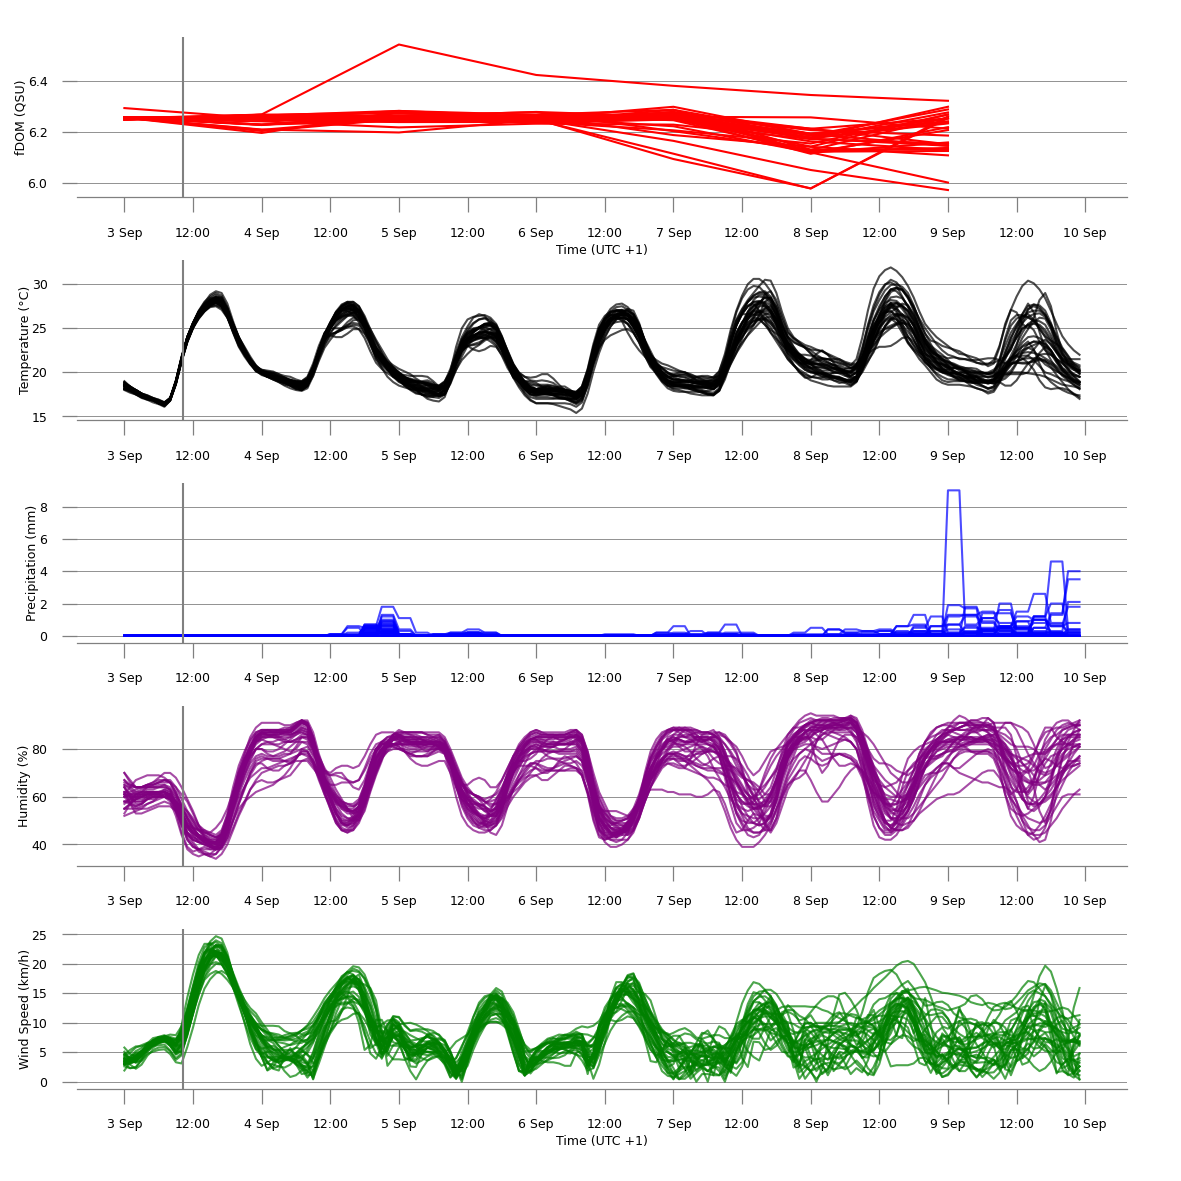 fDOM (QSU)
6.4
6.2
6.0
3 Sep 12:00 4 Sep 12:00 5 Sep 12:00 6 Sep 12:00 7 Sep 12:00 8 Sep 12:00 9 Sep 12:00 10 Sep
Time (UTC +1)
Temperature (°C)
30
25
20
15
3 Sep 12:00 4 Sep 12:00 5 Sep 12:00 6 Sep 12:00 7 Sep 12:00 8 Sep 12:00 9 Sep 12:00 10 Sep
Precipitation (mm)
8
6
4
2
0
3 Sep 12:00 4 Sep 12:00 5 Sep 12:00 6 Sep 12:00 7 Sep 12:00 8 Sep 12:00 9 Sep 12:00 10 Sep
Humidity (%)
80
60
40
3 Sep 12:00 4 Sep 12:00 5 Sep 12:00 6 Sep 12:00 7 Sep 12:00 8 Sep 12:00 9 Sep 12:00 10 Sep
Wind Speed (km/h)
25
20
15
10
5
0
3 Sep 12:00 4 Sep 12:00 5 Sep 12:00 6 Sep 12:00 7 Sep 12:00 8 Sep 12:00 9 Sep 12:00 10 Sep
Time (UTC +1)